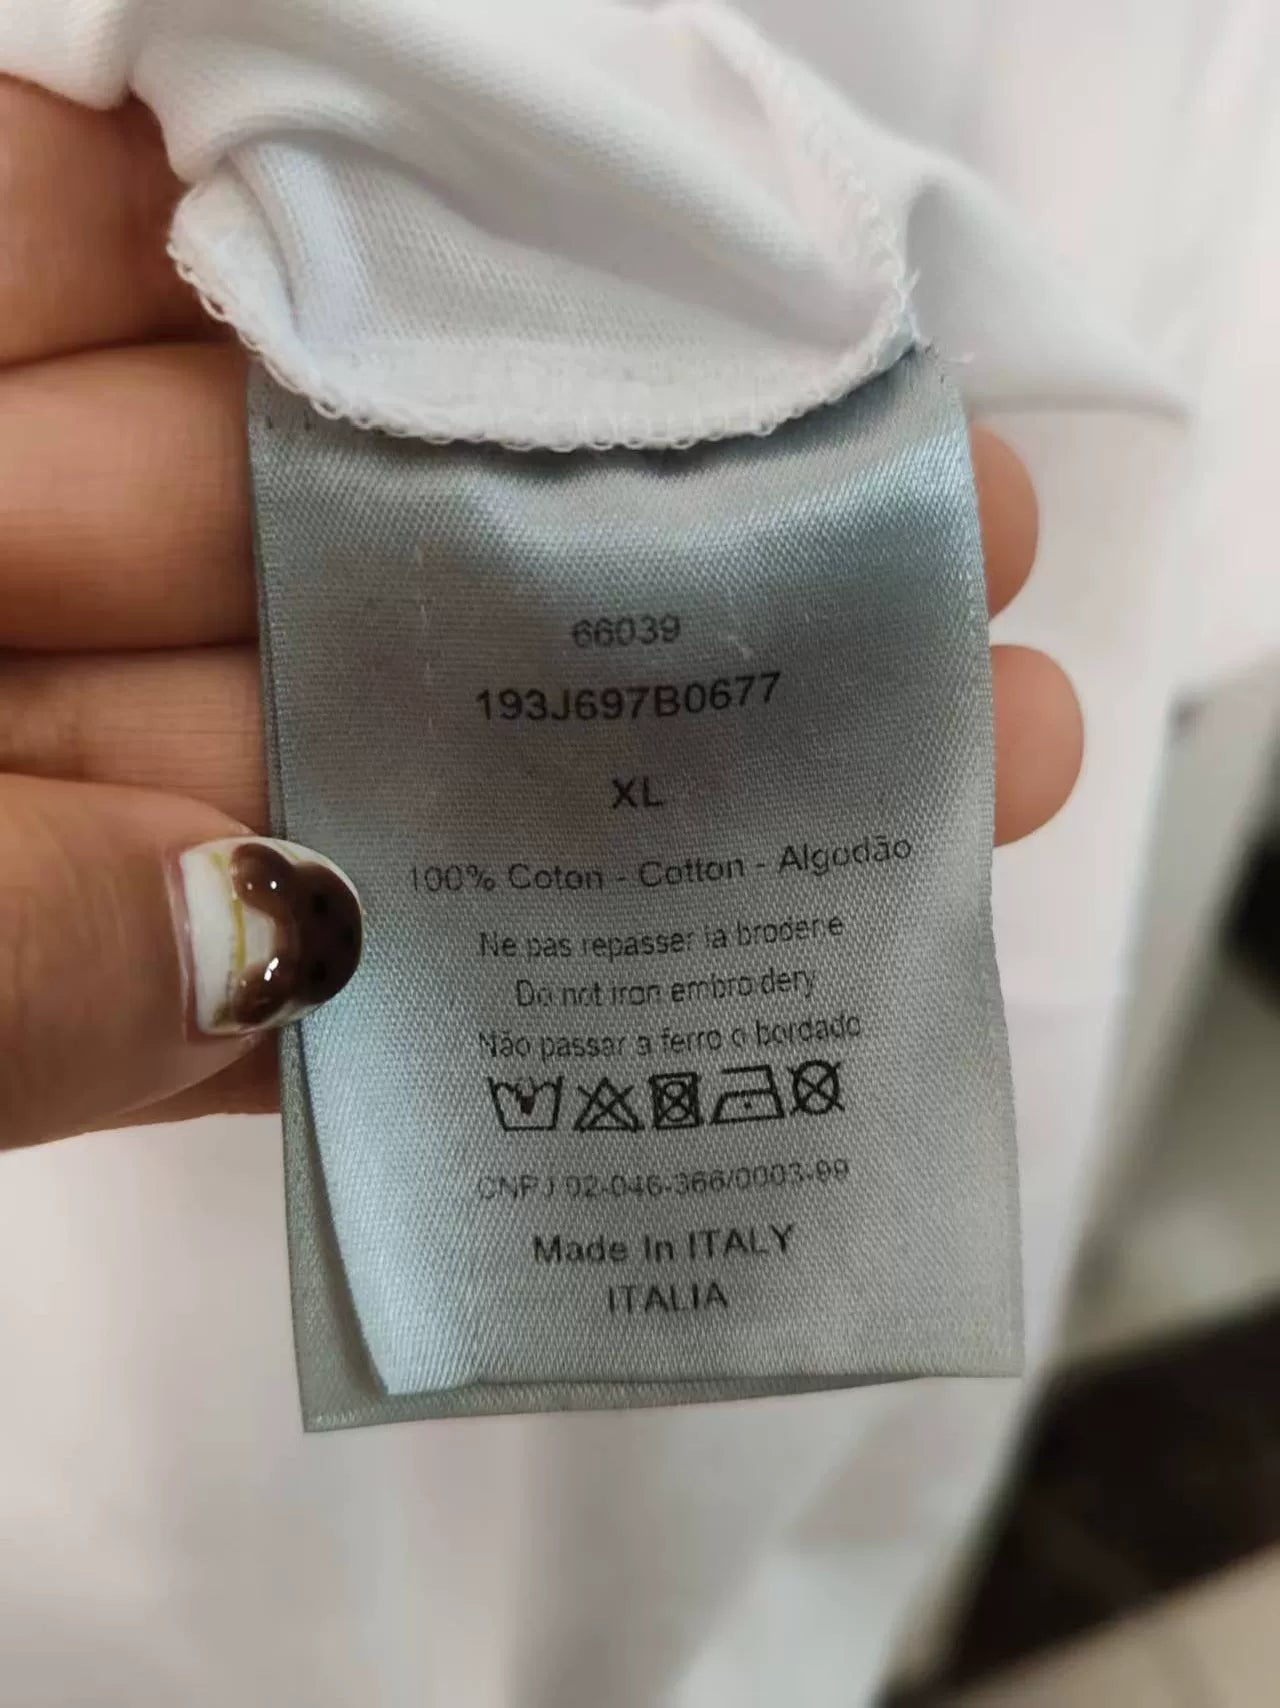 66039
193J697B0677
XL
100% Coton - Cotton - Algodão
Ne pas repasser la broderie
Do not iron embroidery
Não passar a ferro o bordado
CNPJ 02-046-366/0003-99
Made In ITALY
ITALIA